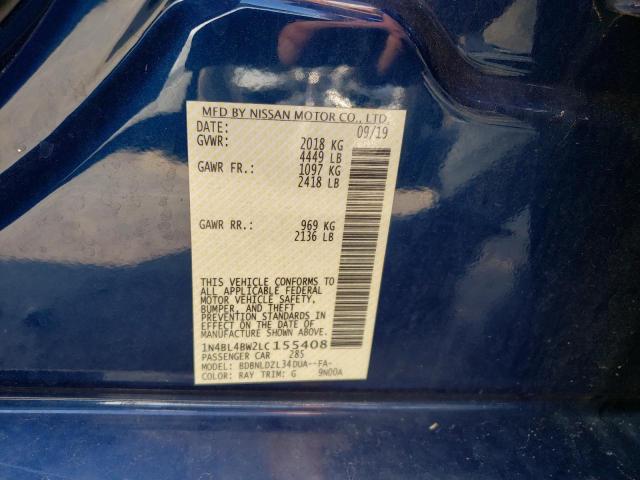 MFD BY NISSAN MOTOR CO., LTD.
DATE: 09/19
GVWR: 2018 KG
4449 LB
GAWR FR.: 1097 KG
2418 LB
GAWR RR.: 969 KG
2136 LB
THIS VEHICLE CONFORMS TO
ALL APPLICABLE FEDERAL
MOTOR VEHICLE SAFETY,
BUMPER, AND THEFT
PREVENTION STANDARDS IN
EFFECT ON THE DATE OF
MANUFACTURE SHOWN ABOVE.
1N4BL4BW2LC155408
PASSENGER CAR 285
MODEL: BDBNLDZL34DUA--FA-
COLOR: RAY TRIM: G 9N00A